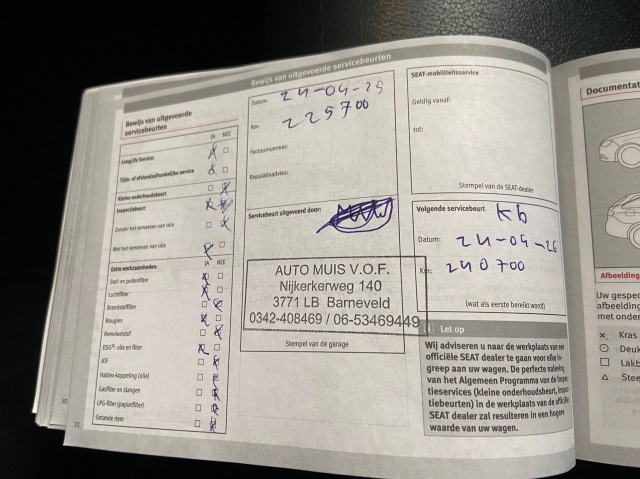 Bewijs van uitgevoerde servicebeurten
Bewijs van uitgevoerde
servicebeurten
JA NEE
LongLife Service
Tijds- of afstandsafhankelijke service
Kleine onderhoudsbeurt
Inspectiebeurt
Zonder het verversen van olie
Met het verversen van olie
JA NEE
Extra werkzaamheden:
Stof- en pollenfilter
Luchtfilter
Brandstoffilter
Bougies
Remvloeistof
DSG®: olie en filter
ATF
Haldex-koppeling (olie)
Gasfilter en slangen
LPG-filter (papierfilter)
Getande riem
32
Datum: 24-04-25
Km: 225700
Factuurnummer:
Reparatieadvies:
Servicebeurt uitgevoerd door:
AUTO MUIS V.O.F.
Nijkerkerweg 140
3771 LB Barneveld
0342-408469 / 06-53469449
Stempel van de garage
SEAT-mobiliteitsservice
Geldig vanaf:
tot:
Stempel van de SEAT-dealer
Volgende servicebeurt
Datum: 24-04-26
Km: 240700
(wat als eerste bereikt wordt)
Let op
Wij adviseren u naar de werkplaats van een
officiële SEAT dealer te gaan voor elke in-
greep aan uw wagen. De perfecte naleving
van het Algemeen Programma van de longlif-
tieservices (kleine onderhoudsbeurt, inspec-
tiebeurten) in de werkplaats van de officiële
SEAT dealer zal resulteren in een hogere
waarde van uw wagen.
Documentat
Afbeelding
Uw gespec
afbeelding
met onder
Kras
Deuk
Lakb
Stee